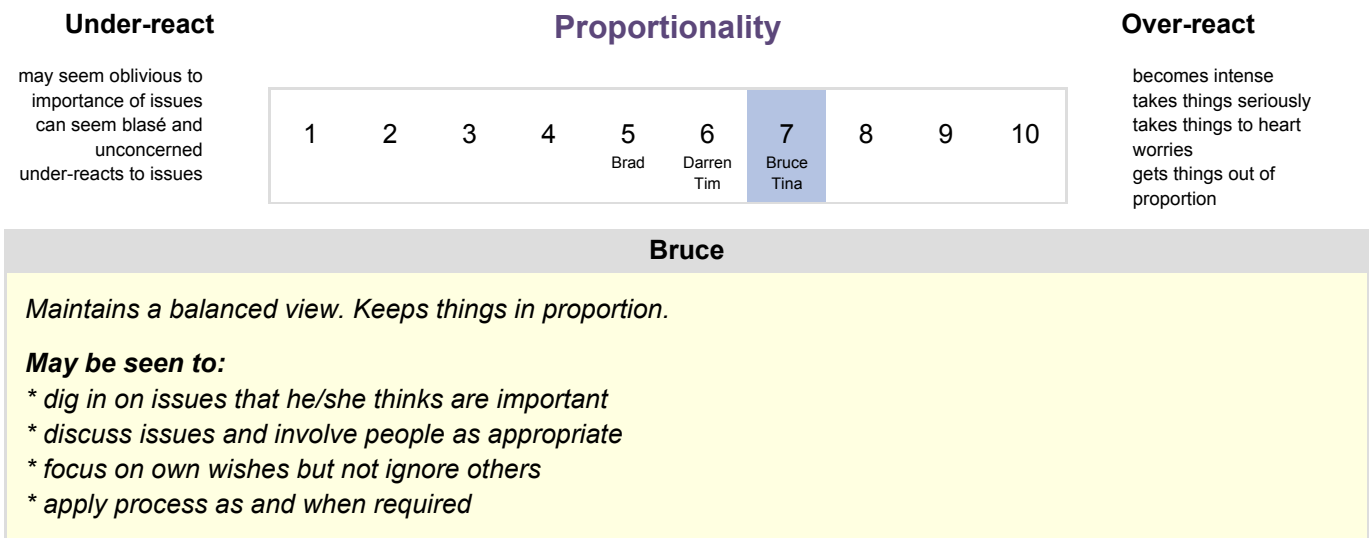 Under-react
Proportionality
Over-react
may seem oblivious to
importance of issues
can seem blasé and
unconcerned
under-reacts to issues
1 2 3 4 5 6 7 8 9 10
Brad Darren Bruce
Tim Tina
becomes intense
takes things seriously
takes things to heart
worries
gets things out of
proportion
Bruce
Maintains a balanced view. Keeps things in proportion.
May be seen to:
* dig in on issues that he/she thinks are important
* discuss issues and involve people as appropriate
* focus on own wishes but not ignore others
* apply process as and when required